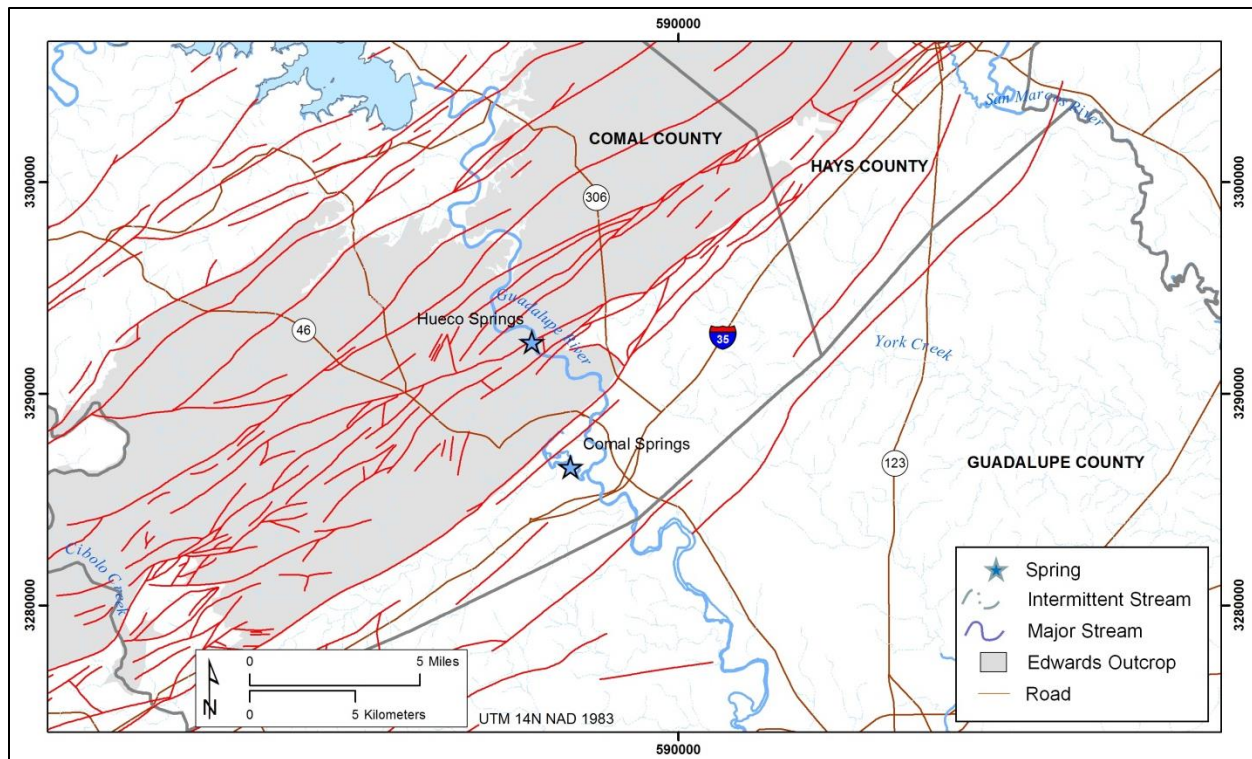 590000
San Marcos River
COMAL COUNTY
HAYS COUNTY
3300000
3300000
306
Guadalupe River
Hueco Springs
46
35
York Creek
3290000
3290000
Comal Springs
123
GUADALUPE COUNTY
Cibolo Creek
Spring
Intermittent Stream
Major Stream
Edwards Outcrop
Road
3280000
3280000
N
0
5 Miles
0
5 Kilometers
UTM 14N NAD 1983
590000